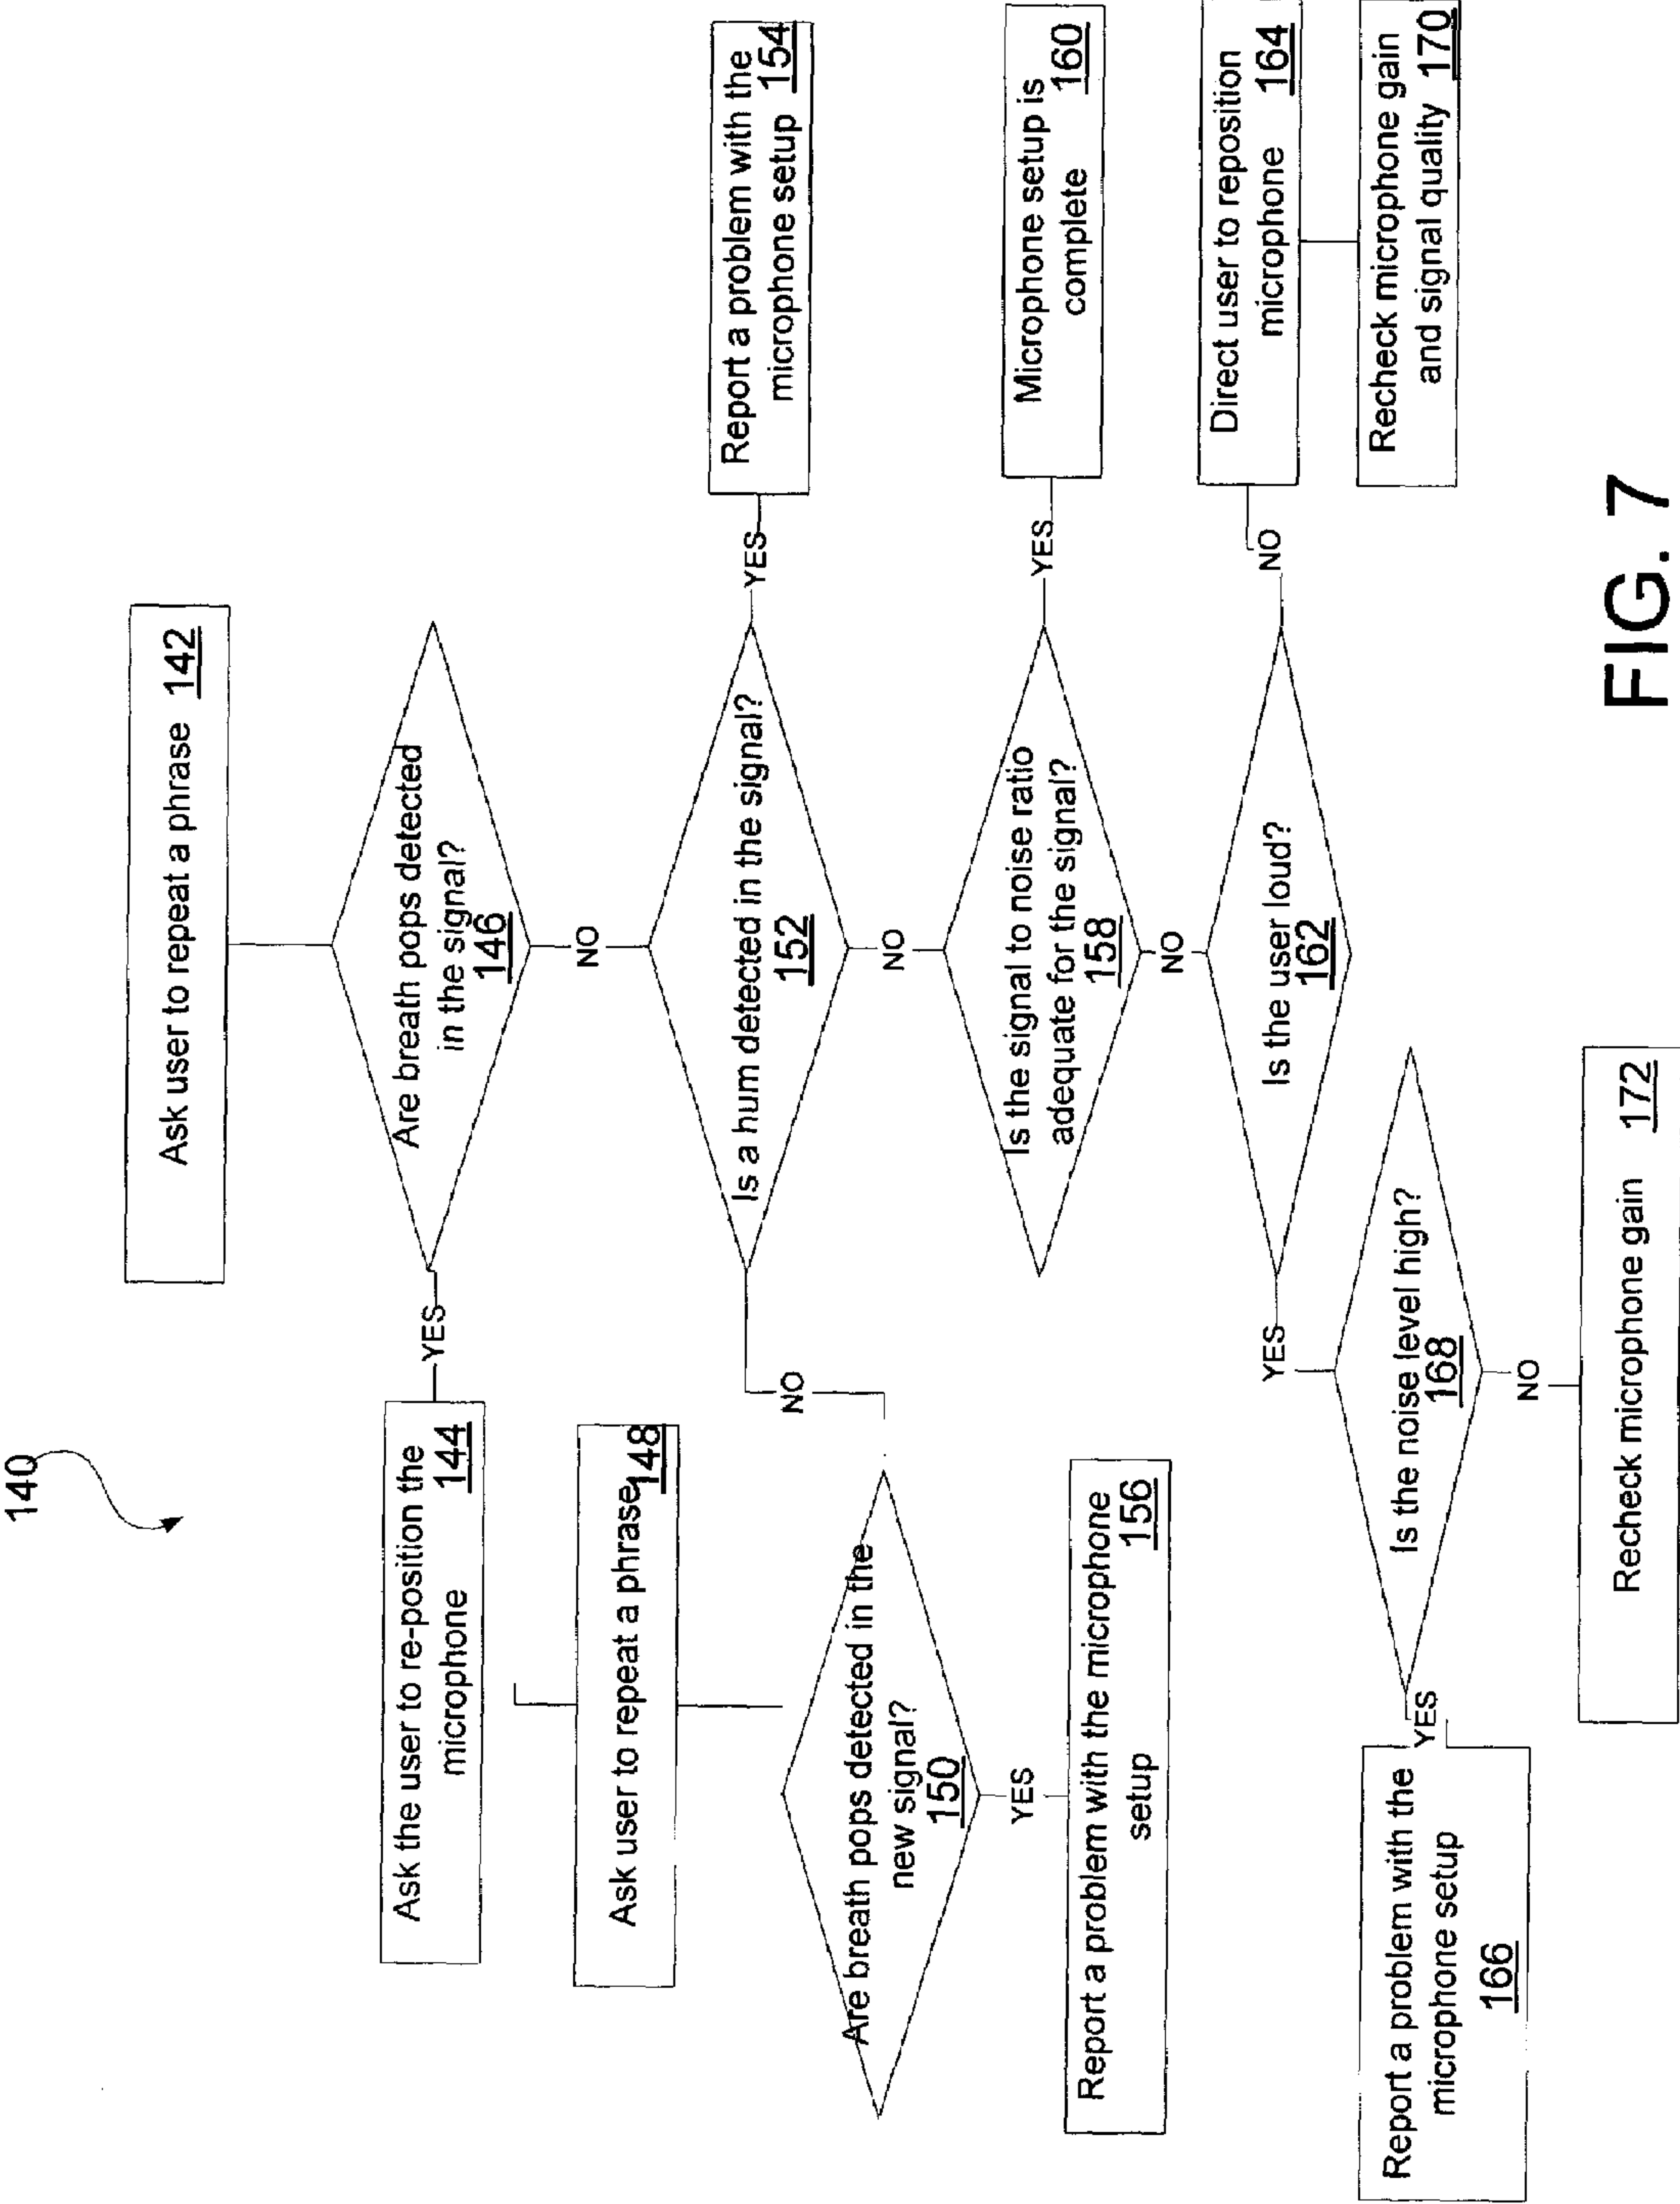 140
Ask user to repeat a phrase 142
Ask the user to re-position the
microphone 144
YES
Are breath pops detected
in the signal?
146
NO
Ask user to repeat a phrase 148
Is a hum detected in the signal?
152
YES
Report a problem with the
microphone setup 154
NO
NO
Are breath pops detected in the
new signal?
150
YES
Report a problem with the microphone
setup 156
Is the signal to noise ratio
adequate for the signal?
158
YES
Microphone setup is
complete 160
NO
Is the user loud?
162
NO
Direct user to reposition
microphone 164
Recheck microphone gain
and signal quality 170
YES
Is the noise level high?
168
YES
Report a problem with the
microphone setup
166
NO
Recheck microphone gain 172
FIG. 7